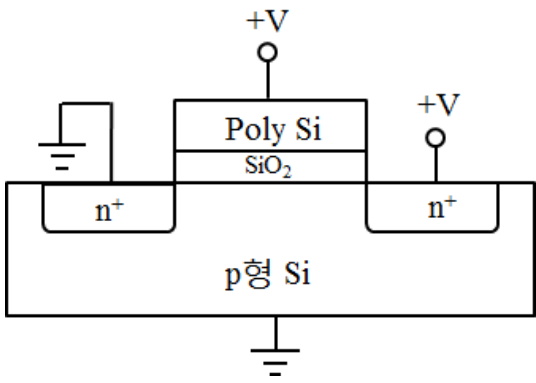 +V
+V
Poly Si
SiO₂
n⁺
n⁺
p형 Si